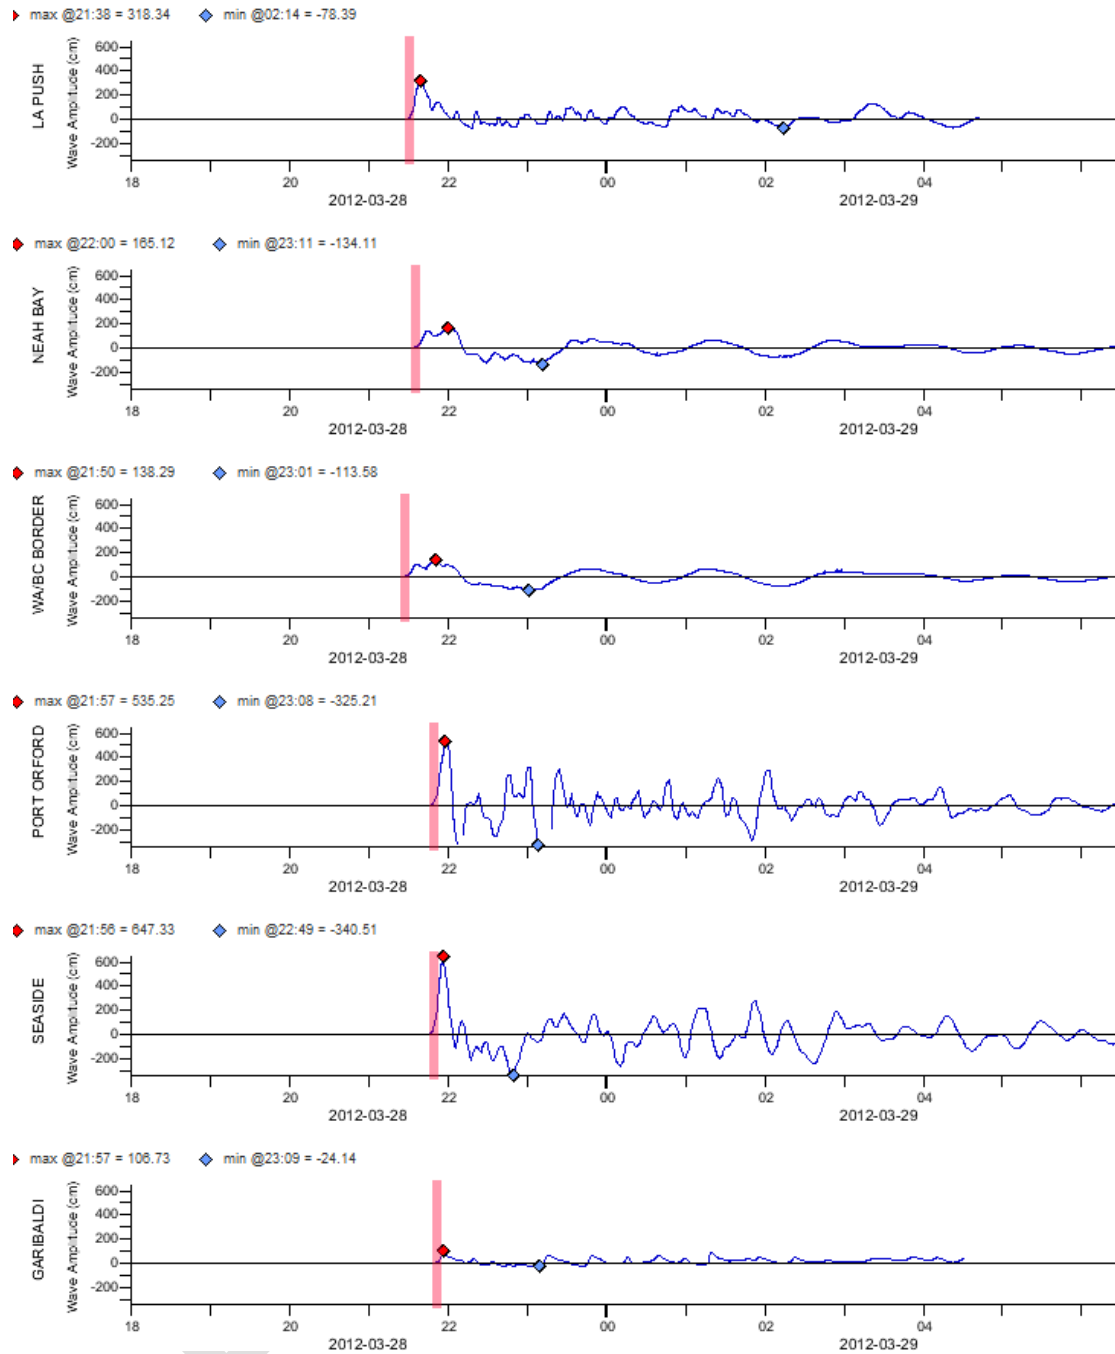 max @21:38 = 318.34 min @02:14 = -78.39
LA PUSH
Wave Amplitude (cm)
600
400
200
0
-200
18 20 22 00 02 04
2012-03-28 2012-03-29
max @22:00 = 165.12 min @23:11 = -134.11
NEAH BAY
Wave Amplitude (cm)
600
400
200
0
-200
18 20 22 00 02 04
2012-03-28 2012-03-29
max @21:50 = 138.29 min @23:01 = -113.58
WA/BC BORDER
Wave Amplitude (cm)
600
400
200
0
-200
18 20 22 00 02 04
2012-03-28 2012-03-29
max @21:57 = 535.25 min @23:08 = -325.21
PORT ORFORD
Wave Amplitude (cm)
600
400
200
0
-200
18 20 22 00 02 04
2012-03-28 2012-03-29
max @21:56 = 647.33 min @22:49 = -340.51
SEASIDE
Wave Amplitude (cm)
600
400
200
0
-200
18 20 22 00 02 04
2012-03-28 2012-03-29
max @21:57 = 106.73 min @23:09 = -24.14
GARIBALDI
Wave Amplitude (cm)
600
400
200
0
-200
18 20 22 00 02 04
2012-03-28 2012-03-29